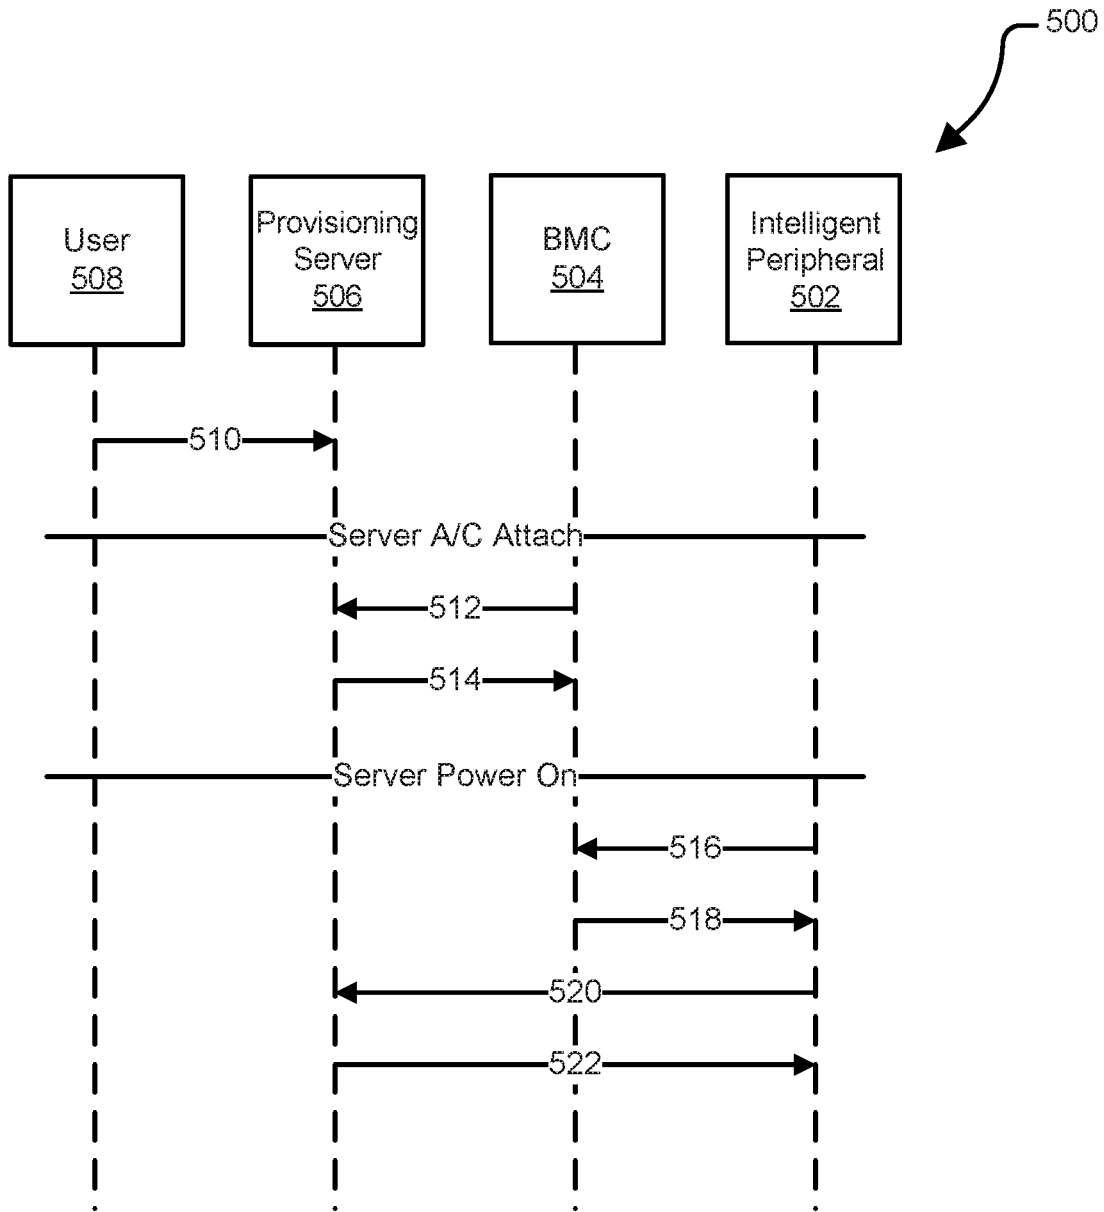 500
User
508
Provisioning
Server
506
BMC
504
Intelligent
Peripheral
502
510
Server A/C Attach
512
514
Server Power On
516
518
520
522